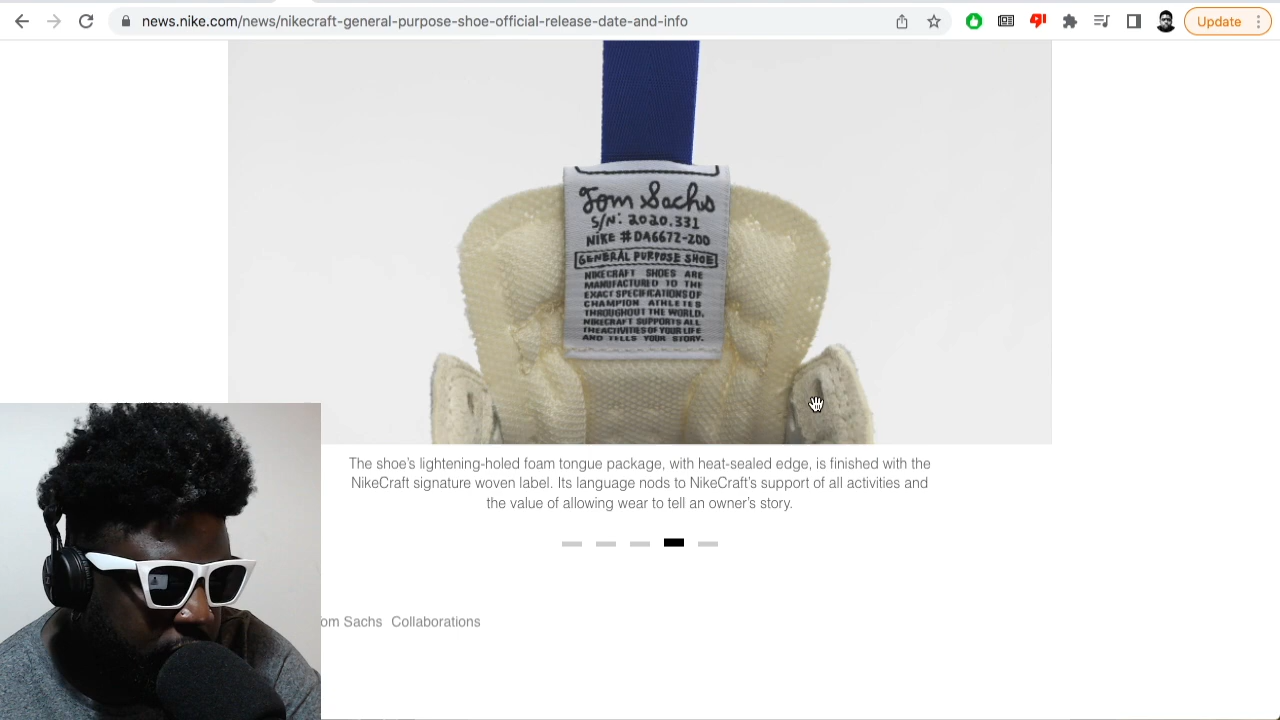 news.nike.com/news/nikecraft-general-purpose-shoe-official-release-date-and-info
Update
Tom Sachs
S/N: 2020.331
NIKE #DA6672-200
GENERAL PURPOSE SHOE
NIKECRAFT SHOES ARE
MANUFACTURED TO THE
EXACT SPECIFICATIONS OF
CHAMPION ATHLETES
THROUGHOUT THE WORLD.
NIKECRAFT SUPPORTS ALL
THE ACTIVITIES OF YOUR LIFE
AND TELLS YOUR STORY.
The shoe's lightening-holed foam tongue package, with heat-sealed edge, is finished with the
NikeCraft signature woven label. Its language nods to NikeCraft's support of all activities and
the value of allowing wear to tell an owner's story.
om Sachs Collaborations